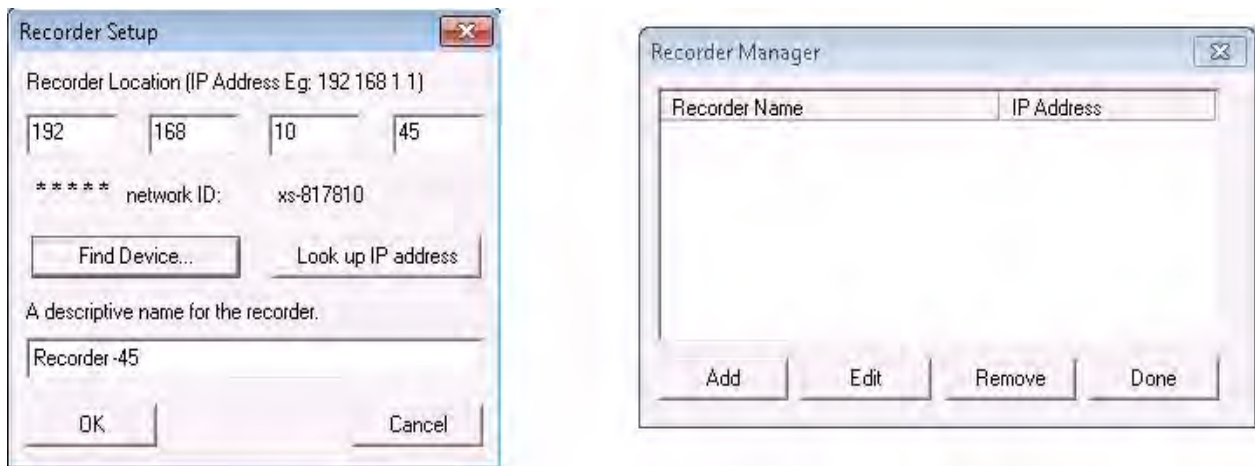 Recorder Setup
Recorder Location (IP Address Eg: 192 168 1 1)
192 168 10 45
***** network ID: xs-817810
Find Device... Look up IP address
A descriptive name for the recorder.
Recorder-45
OK Cancel
Recorder Manager
Recorder Name IP Address
Add Edit Remove Done